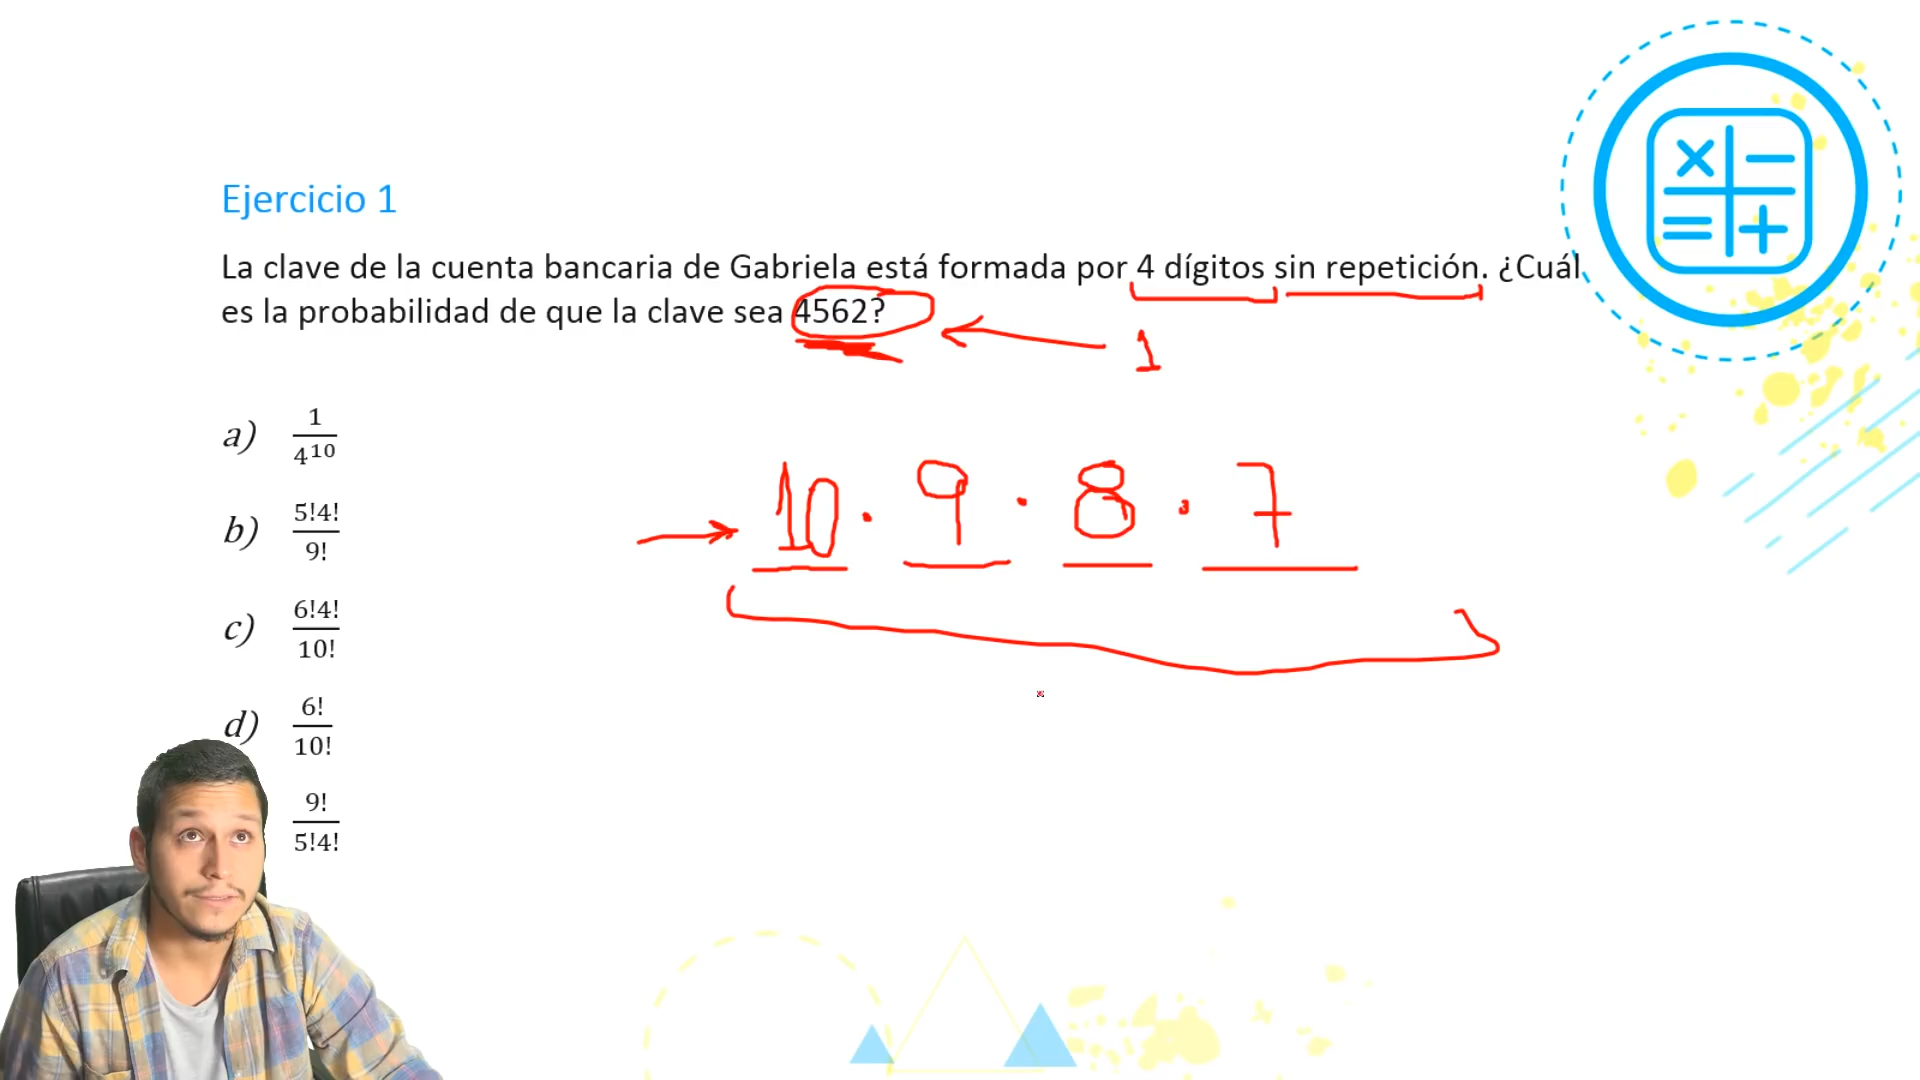 Ejercicio 1
La clave de la cuenta bancaria de Gabriela está formada por 4 dígitos sin repetición. ¿Cuál
es la probabilidad de que la clave sea 4562?
1
a) 1/4^10
b) 5!4!/9!
c) 6!4!/10!
d) 6!/10!
9!/5!4!
10 · 9 · 8 · 7